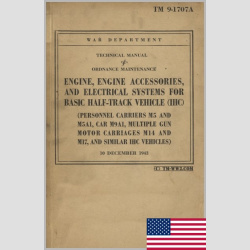 TM 9-1707A
WAR DEPARTMENT
TECHNICAL MANUAL
ORDNANCE MAINTENANCE
ENGINE, ENGINE ACCESSORIES,
AND ELECTRICAL SYSTEMS FOR
BASIC HALF-TRACK VEHICLE (IHC)
(PERSONNEL CARRIERS M5 AND
M5A1, CAR M9A1, MULTIPLE GUN
MOTOR CARRIAGES M14 AND
M17, AND SIMILAR IHC VEHICLES)
DECEMBER